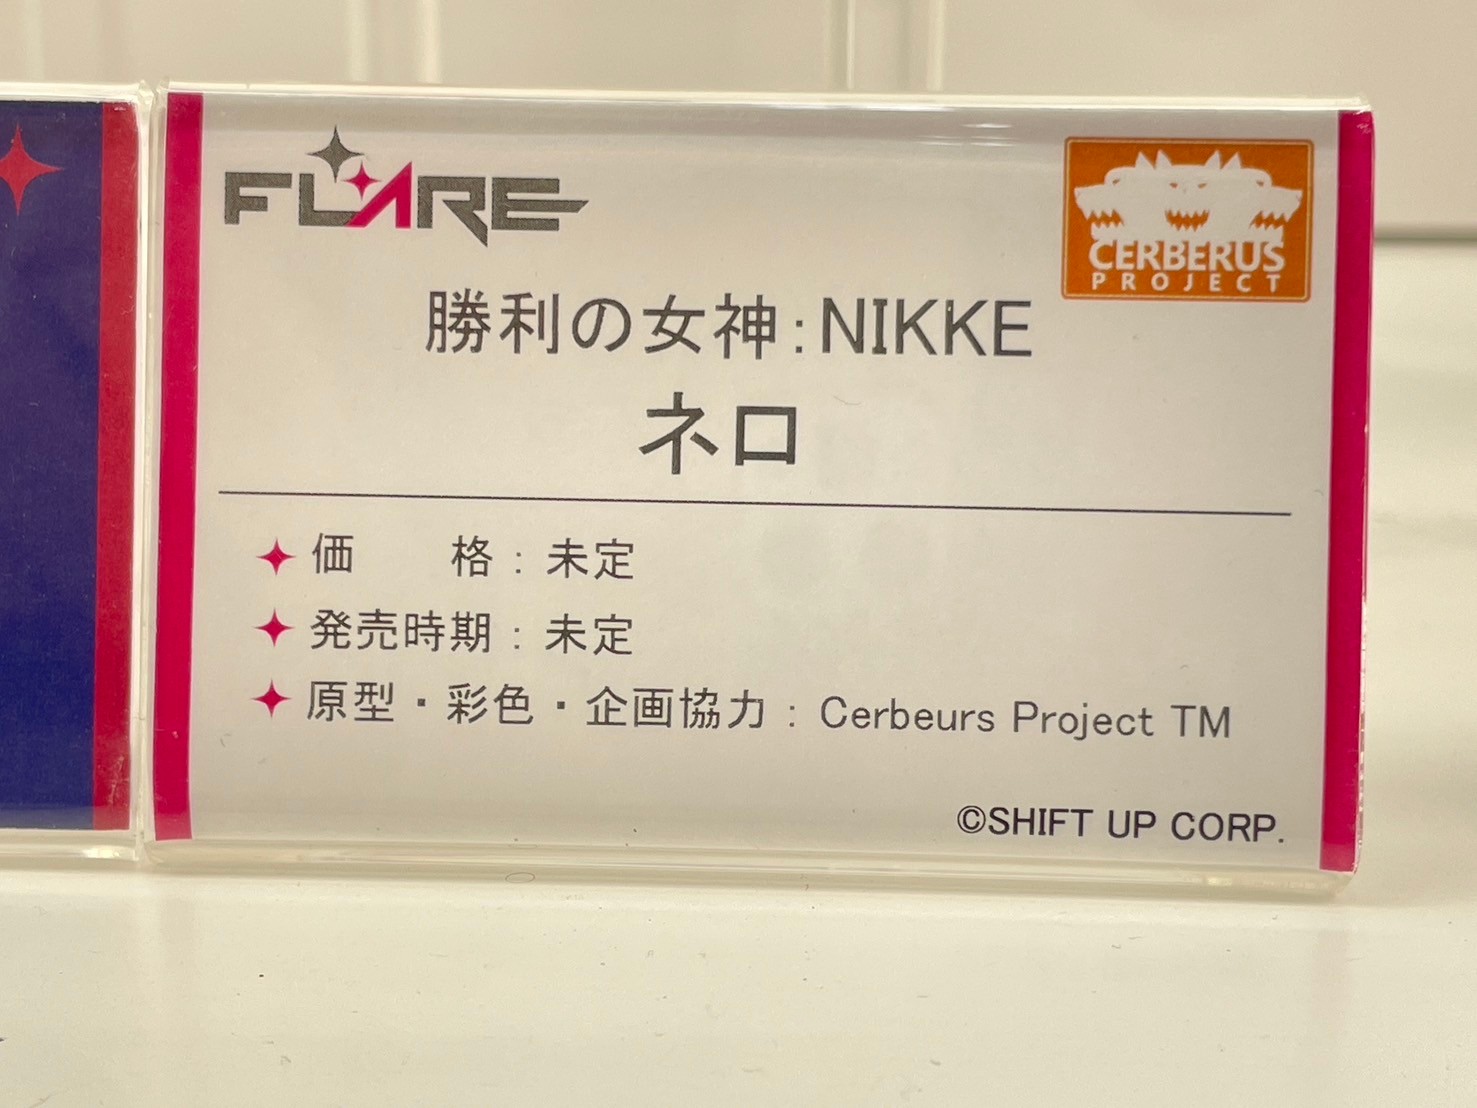 FLARE
CERBERUS
PROJECT
勝利の女神:NIKKE
ネロ
価　　格：未定
発売時期：未定
原型・彩色・企画協力：Cerbeurs Project TM
©SHIFT UP CORP.